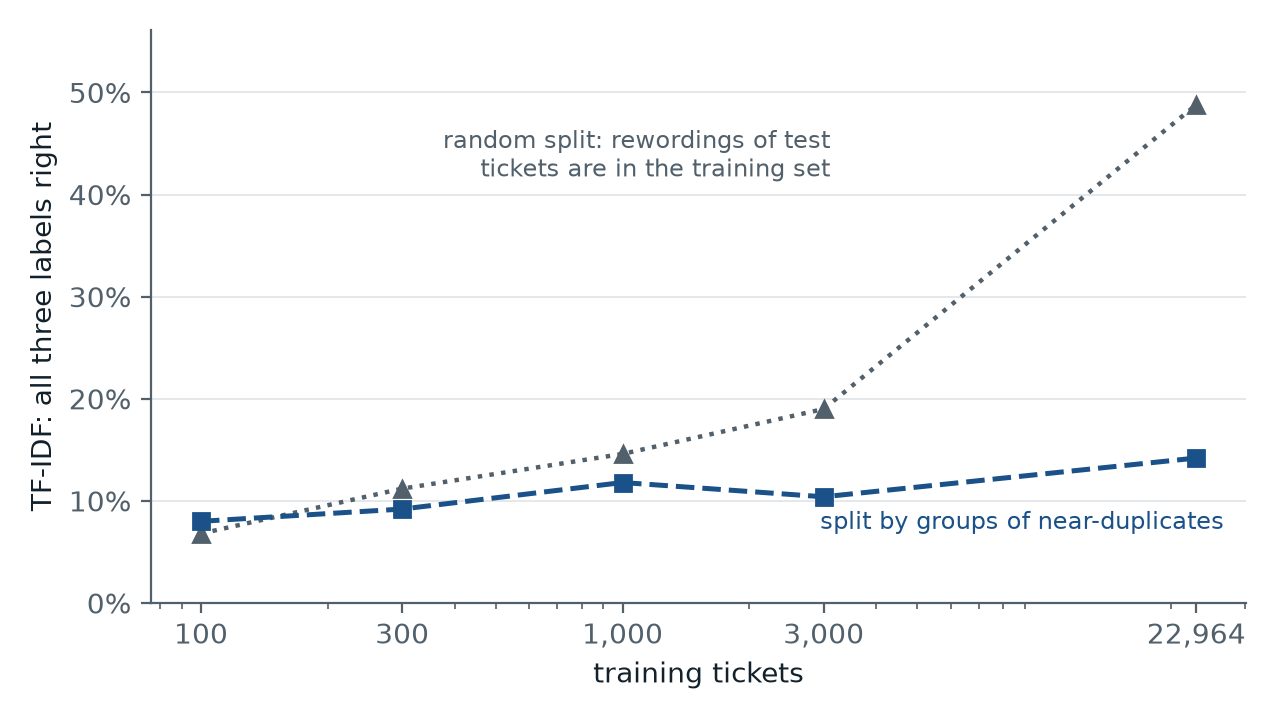 TF-IDF: all three labels right
50%
40%
30%
20%
10%
0%
random split: rewordings of test
tickets are in the training set
split by groups of near-duplicates
100
300
1,000
3,000
22,964
training tickets